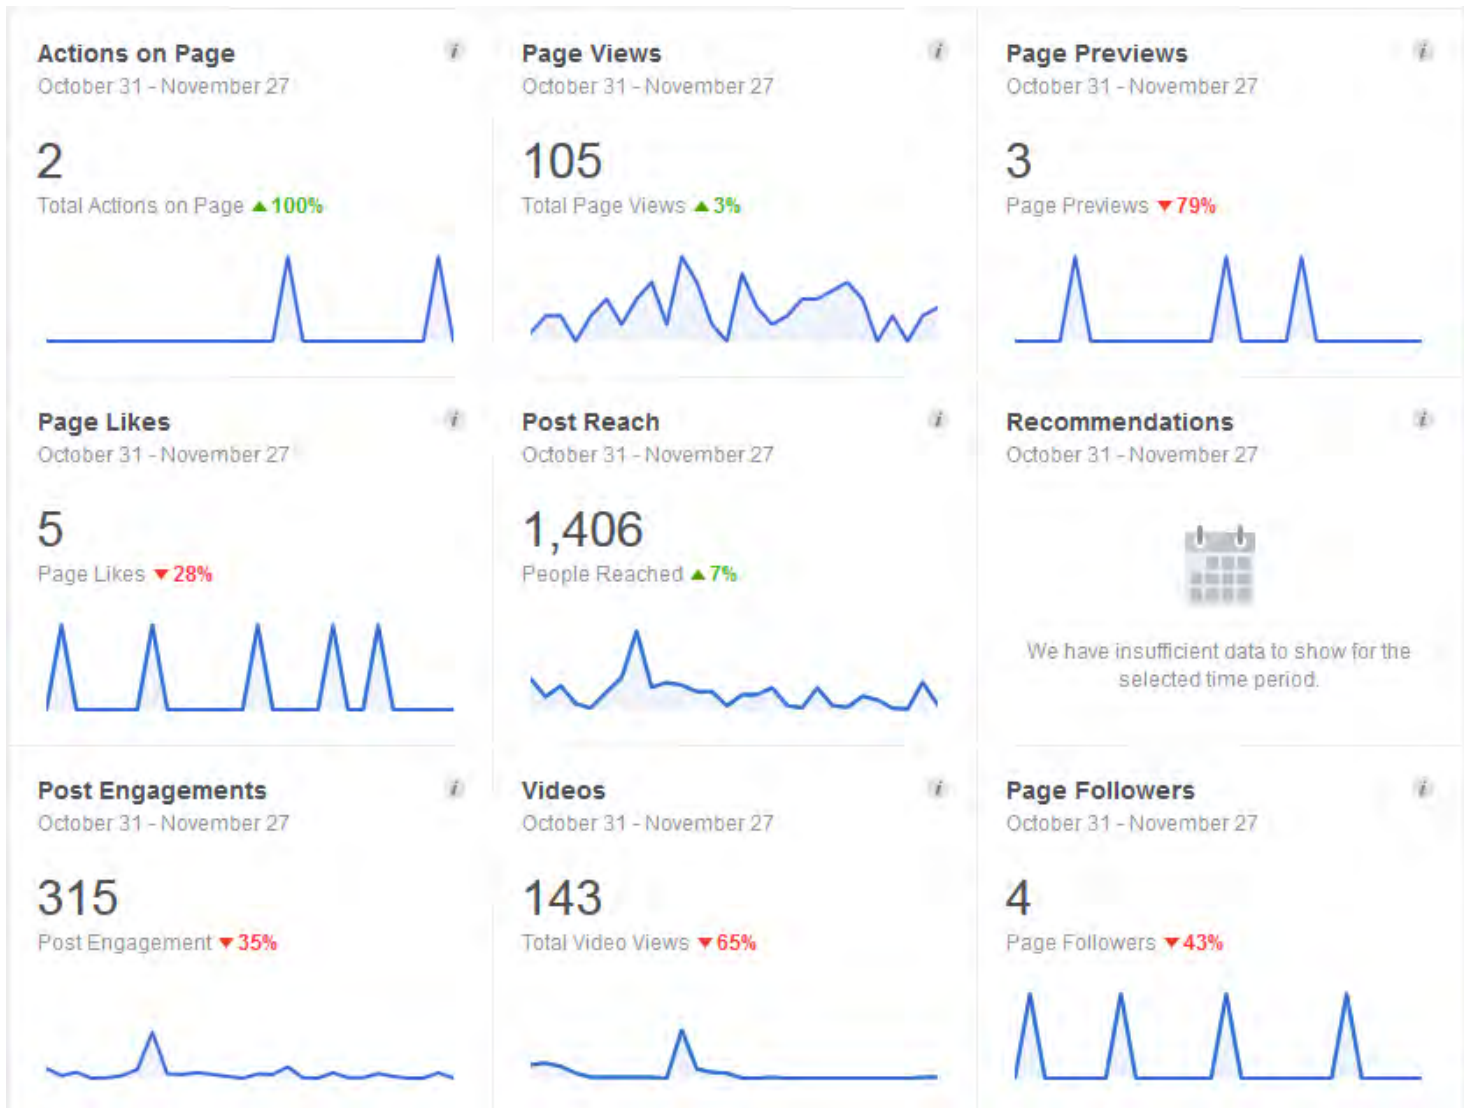 Actions on Page
October 31 - November 27
2
Total Actions on Page ▲100%
Page Views
October 31 - November 27
105
Total Page Views ▲3%
Page Previews
October 31 - November 27
3
Page Previews ▼79%
Page Likes
October 31 - November 27
5
Page Likes ▼28%
Post Reach
October 31 - November 27
1,406
People Reached ▲7%
Recommendations
October 31 - November 27
We have insufficient data to show for the
selected time period.
Post Engagements
October 31 - November 27
315
Post Engagement ▼35%
Videos
October 31 - November 27
143
Total Video Views ▼65%
Page Followers
October 31 - November 27
4
Page Followers ▼43%